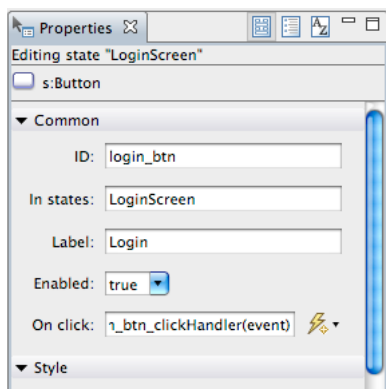 Properties
Editing state "LoginScreen"
s:Button
Common
ID: login_btn
In states: LoginScreen
Label: Login
Enabled: true
On click: _btn_clickHandler(event)
Style